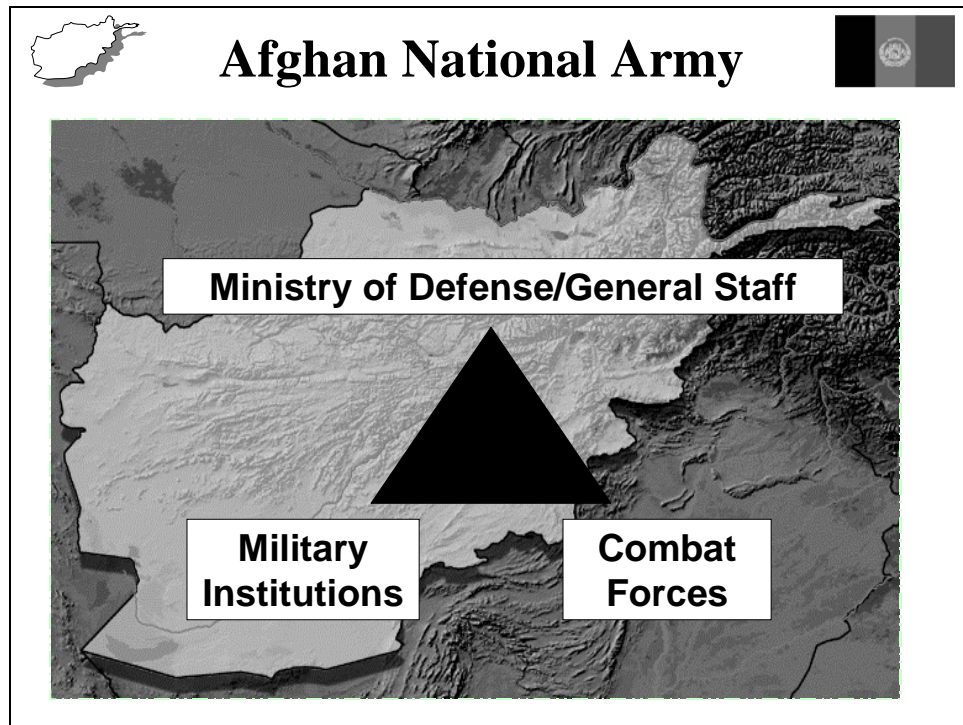 Afghan National Army
Ministry of Defense/General Staff
Military
Institutions
Combat
Forces